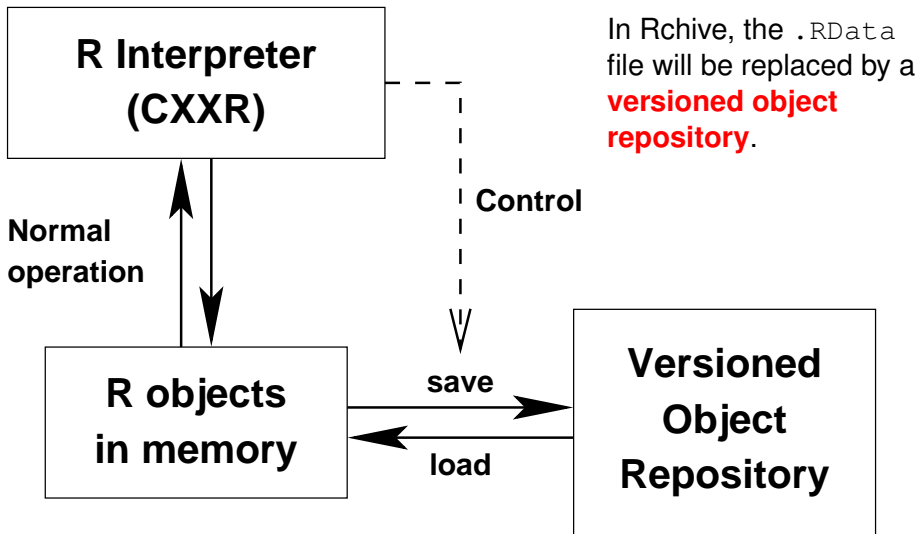 R Interpreter
(CXXR)
In Rchive, the .RData
file will be replaced by a
versioned object
repository.
Control
Normal
operation
R objects
in memory
save
load
Versioned
Object
Repository